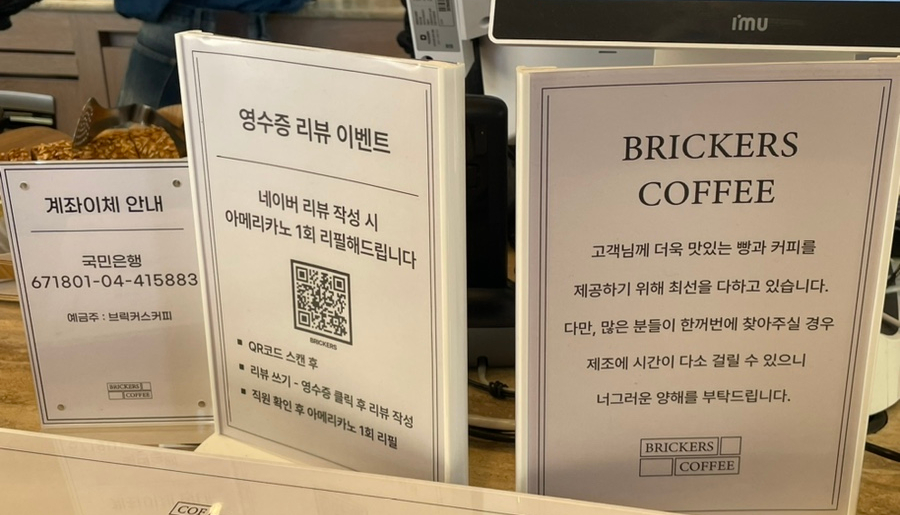 계좌이체 안내
국민은행
671801-04-415883
예금주 : 브릭커스커피
BRICKERS
COFFEE
영수증 리뷰 이벤트
네이버 리뷰 작성 시
아메리카노 1회 리필해드립니다
BRICKERS
QR코드 스캔 후
리뷰 쓰기 - 영수증 클릭 후 리뷰 작성
직원 확인 후 아메리카노 1회 리필
imu
BRICKERS
COFFEE
고객님께 더욱 맛있는 빵과 커피를
제공하기 위해 최선을 다하고 있습니다.
다만, 많은 분들이 한꺼번에 찾아주실 경우
제조에 시간이 다소 걸릴 수 있으니
너그러운 양해를 부탁드립니다.
BRICKERS
COFFEE